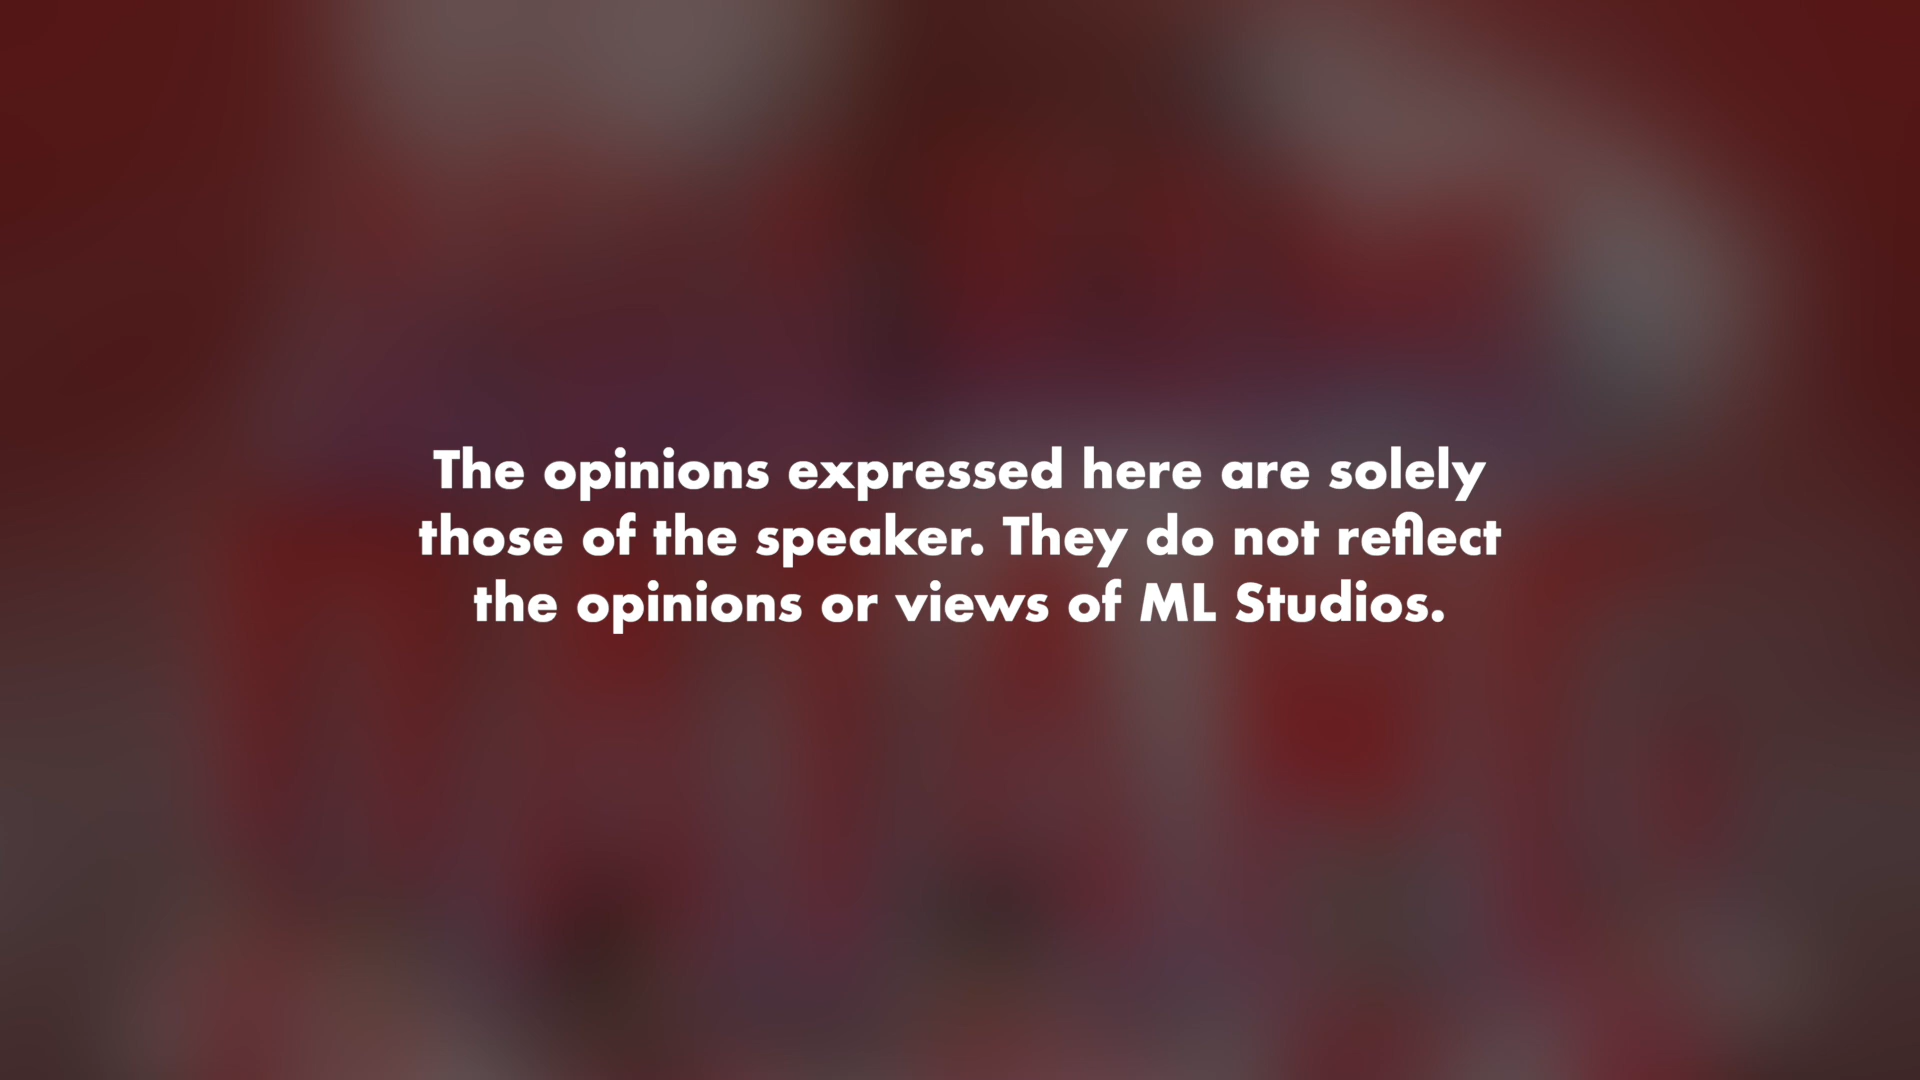 The opinions expressed here are solely
those of the speaker. They do not reflect
the opinions or views of ML Studios.